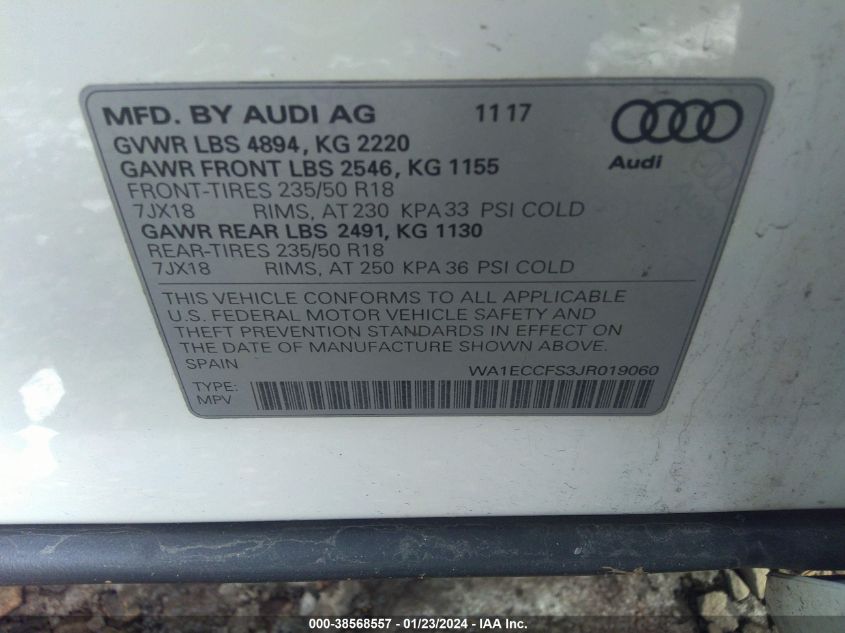 MFD. BY AUDI AG 11 17
GVWR LBS 4894, KG 2220
GAWR FRONT LBS 2546, KG 1155
Audi
FRONT-TIRES 235/50 R18
7JX18 RIMS, AT 230 KPA 33 PSI COLD
GAWR REAR LBS 2491, KG 1130
REAR-TIRES 235/50 R18
7JX18 RIMS, AT 250 KPA 36 PSI COLD
THIS VEHICLE CONFORMS TO ALL APPLICABLE
U.S. FEDERAL MOTOR VEHICLE SAFETY AND
THEFT PREVENTION STANDARDS IN EFFECT ON
THE DATE OF MANUFACTURE SHOWN ABOVE.
SPAIN WA1ECCFS3JR019060
TYPE:
MPV
000-38568557 - 01/23/2024 - IAA Inc.